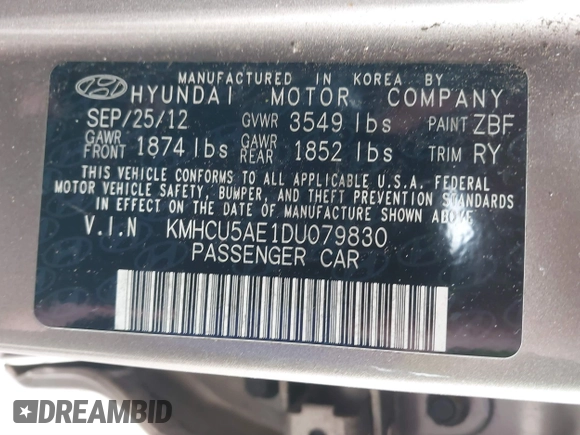 MANUFACTURED IN KOREA BY
HYUNDAI MOTOR COMPANY
SEP/25/12 GVWR 3549 lbs PAINT ZBF
GAWR FRONT 1874 lbs GAWR REAR 1852 lbs TRIM RY
THIS VEHICLE CONFORMS TO ALL APPLICABLE U.S.A. FEDERAL
MOTOR VEHICLE SAFETY, BUMPER, AND THEFT PREVENTION STANDARDS
IN EFFECT ON THE DATE OF MANUFACTURE SHOWN ABOVE.
V.I.N KMHCU5AE1DU079830
PASSENGER CAR
DREAMBID